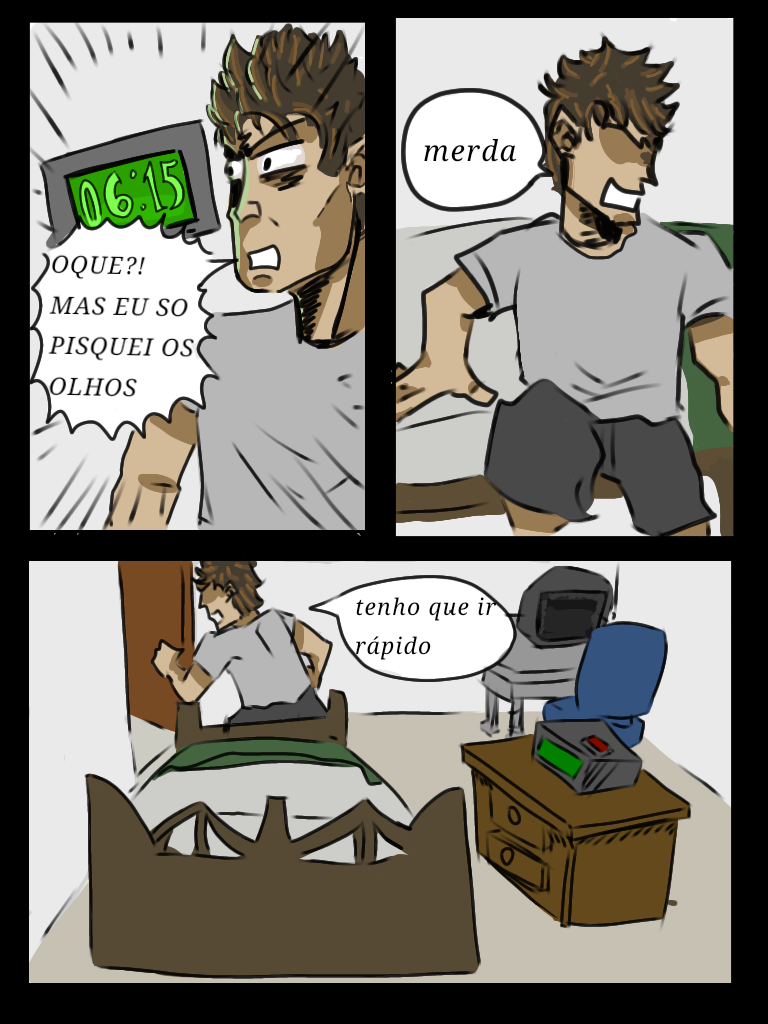 06:15
OQUE?!
MAS EU SO
PISQUEI OS
OLHOS
merda
tenho que ir
rápido